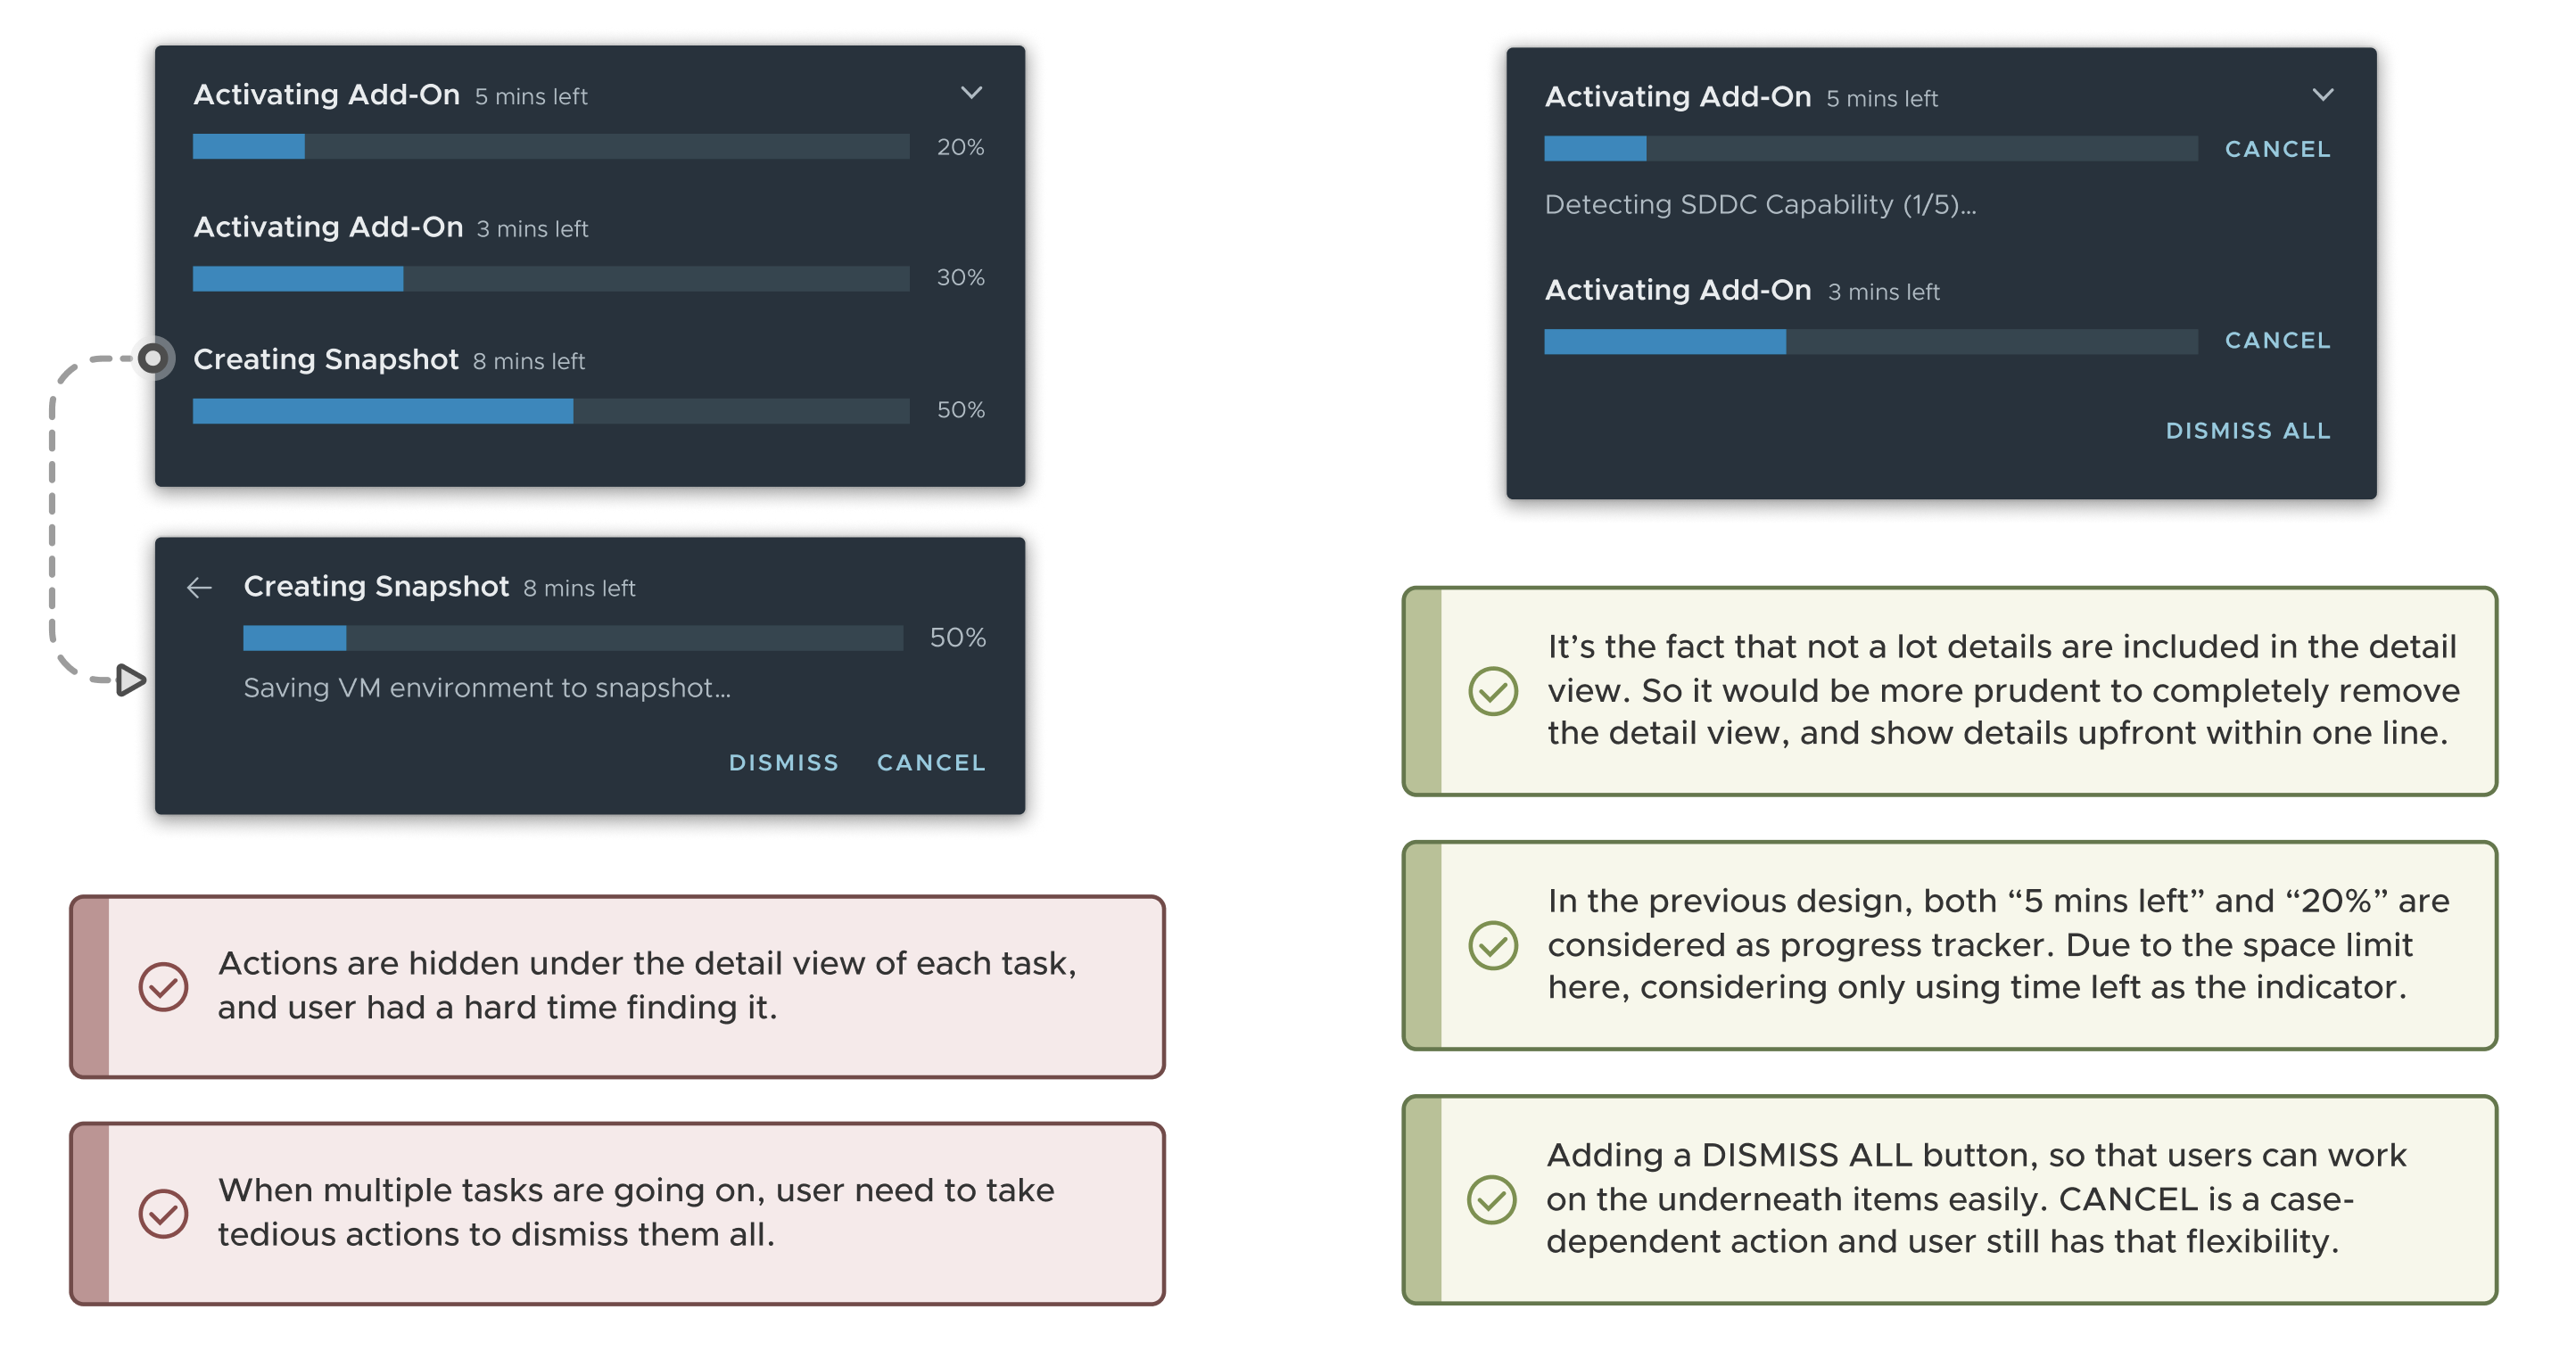 Activating Add-On 5 mins left
20%
Activating Add-On 3 mins left
30%
Creating Snapshot 8 mins left
50%
Creating Snapshot 8 mins left
50%
Saving VM environment to snapshot...
DISMISS CANCEL
Actions are hidden under the detail view of each task,
and user had a hard time finding it.
When multiple tasks are going on, user need to take
tedious actions to dismiss them all.
Activating Add-On 5 mins left
CANCEL
Detecting SDDC Capability (1/5)...
Activating Add-On 3 mins left
CANCEL
DISMISS ALL
It’s the fact that not a lot details are included in the detail
view. So it would be more prudent to completely remove
the detail view, and show details upfront within one line.
In the previous design, both “5 mins left” and “20%” are
considered as progress tracker. Due to the space limit
here, considering only using time left as the indicator.
Adding a DISMISS ALL button, so that users can work
on the underneath items easily. CANCEL is a case-
dependent action and user still has that flexibility.